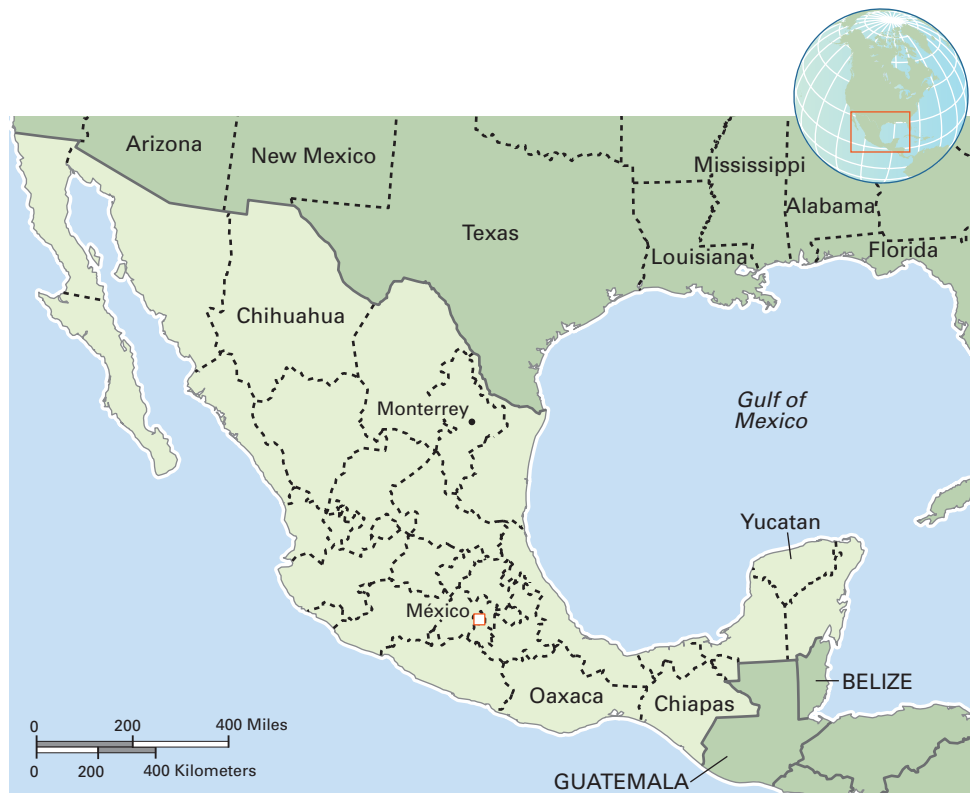 Arizona
New Mexico
Mississippi
Alabama
Texas
Louisiana
Florida
Chihuahua
Monterrey
Gulf of
Mexico
Yucatan
México
Oaxaca
Chiapas
BELIZE
GUATEMALA
0 200 400 Miles
0 200 400 Kilometers